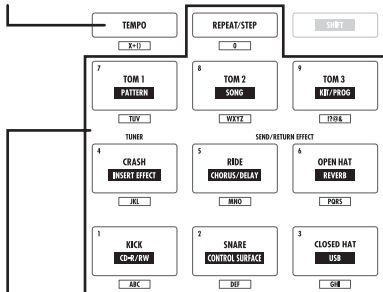 TEMPO REPEAT/STEP SHIFT
X+() 0
7 8 9
TOM 1 TOM 2 TOM 3
PATTERN SONG KIT/PROG
TUV WXYZ !?@&
TUNER SEND/RETURN EFFECT
4 5 6
CRASH RIDE OPEN HAT
INSERT EFFECT CHORUS/DELAY REVERB
JKL MNO PQRS
1 2 3
KICK SNARE CLOSED HAT
CD-R/RW CONTROL SURFACE USB
ABC DEF GHI